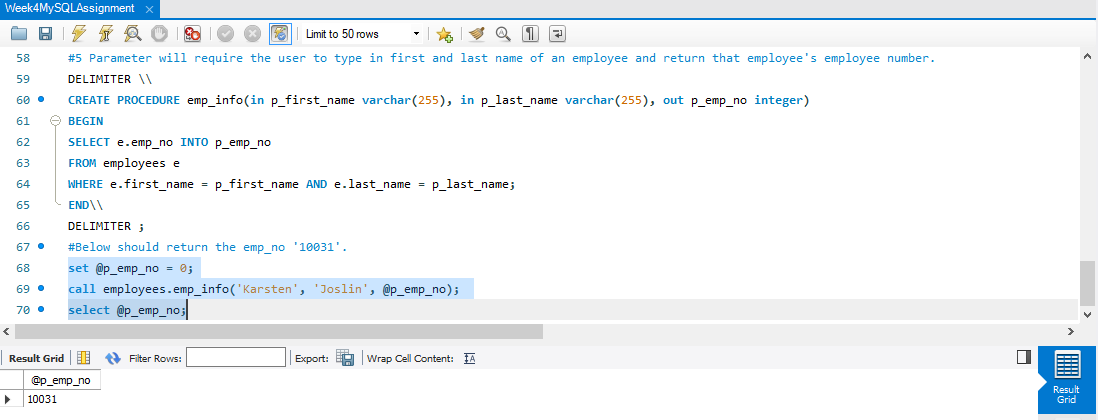 Week4MySQLAssignment
Limit to 50 rows
58 #5 Parameter will require the user to type in first and last name of an employee and return that employee's employee number.
59 DELIMITER \\
60 CREATE PROCEDURE emp_info(in p_first_name varchar(255), in p_last_name varchar(255), out p_emp_no integer)
61 BEGIN
62 SELECT e.emp_no INTO p_emp_no
63 FROM employees e
64 WHERE e.first_name = p_first_name AND e.last_name = p_last_name;
65 END\\
66 DELIMITER ;
67 #Below should return the emp_no '10031'.
68 set @p_emp_no = 0;
69 call employees.emp_info('Karsten', 'Joslin', @p_emp_no);
70 select @p_emp_no;
Result Grid Filter Rows: Export: Wrap Cell Content: IA
@p_emp_no
10031
Result
Grid